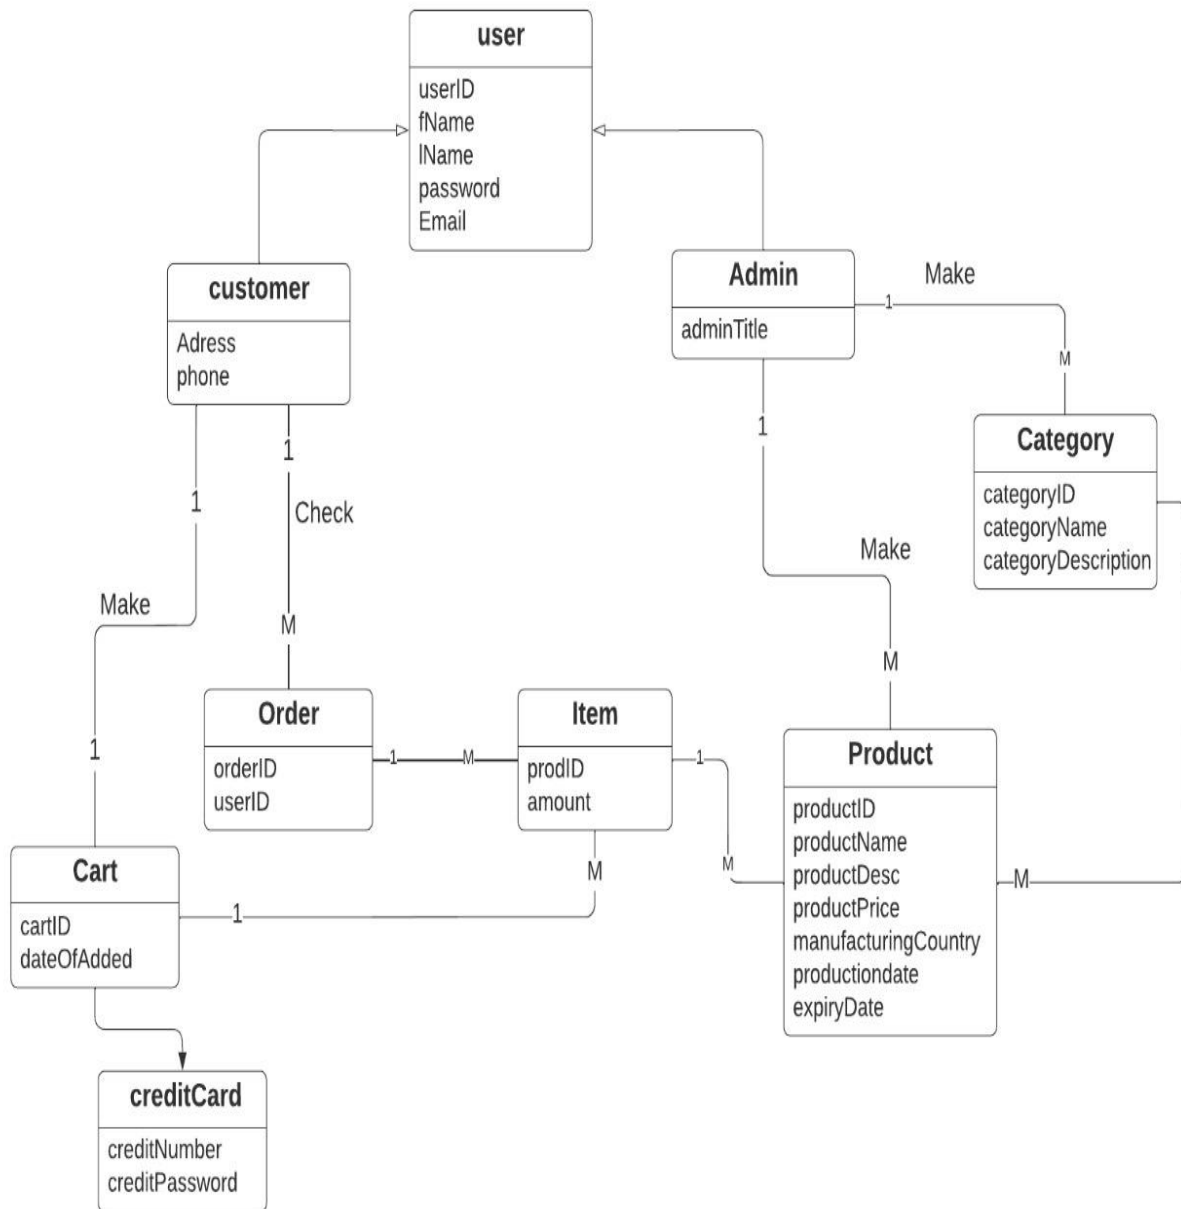 user
userID
fName
lName
password
Email
customer
Adress
phone
Admin
adminTitle
Make
1
M
Category
categoryID
categoryName
categoryDescription
1
1
Check
M
Make
1
1
Make
M
Order
orderID
userID
1
M
Item
prodID
amount
1
M
Product
productID
productName
productDesc
productPrice
manufacturingCountry
productiondate
expiryDate
M
M
1
Cart
cartID
dateOfAdded
creditCard
creditNumber
creditPassword